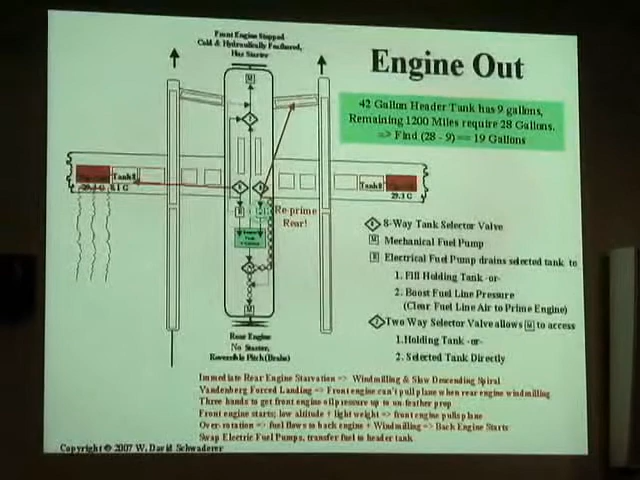 Front Engine Stopped
Cold & Hydraulically Feathered,
Has Starter
Engine Out
42 Gallon Header Tank has 9 gallons,
Remaining 1200 Miles require 28 Gallons.
=> Find (28 - 9) == 19 Gallons
Tank 8
8.1 G
Tank 1
29.3 G
Re-prime
Rear!
8-Way Tank Selector Valve
M Mechanical Fuel Pump
E Electrical Fuel Pump drains selected tank to
1. Fill Holding Tank -or-
2. Boost Fuel Line Pressure
(Clear Fuel Line Air to Prime Engine)
Two Way Selector Valve allows M to access
1.Holding Tank -or-
2. Selected Tank Directly
Rear Engine
No Starter,
Reversible Pitch (Brake)
Immediate Rear Engine Starvation => Windmilling & Slow Descending Spiral
Vandenberg Forced Landing => Front engine can't pull plane when rear engine windmilling
Three hands to get front engine oil pressure up to un-feather prop
Front engine starts; low altitude + light weight => front engine pulls plane
Over-rotation => fuel flows to back engine + Windmilling => Back Engine Starts
Swap Electric Fuel Pumps, transfer fuel to header tank
Copyright © 2007 W. David Schwaderer